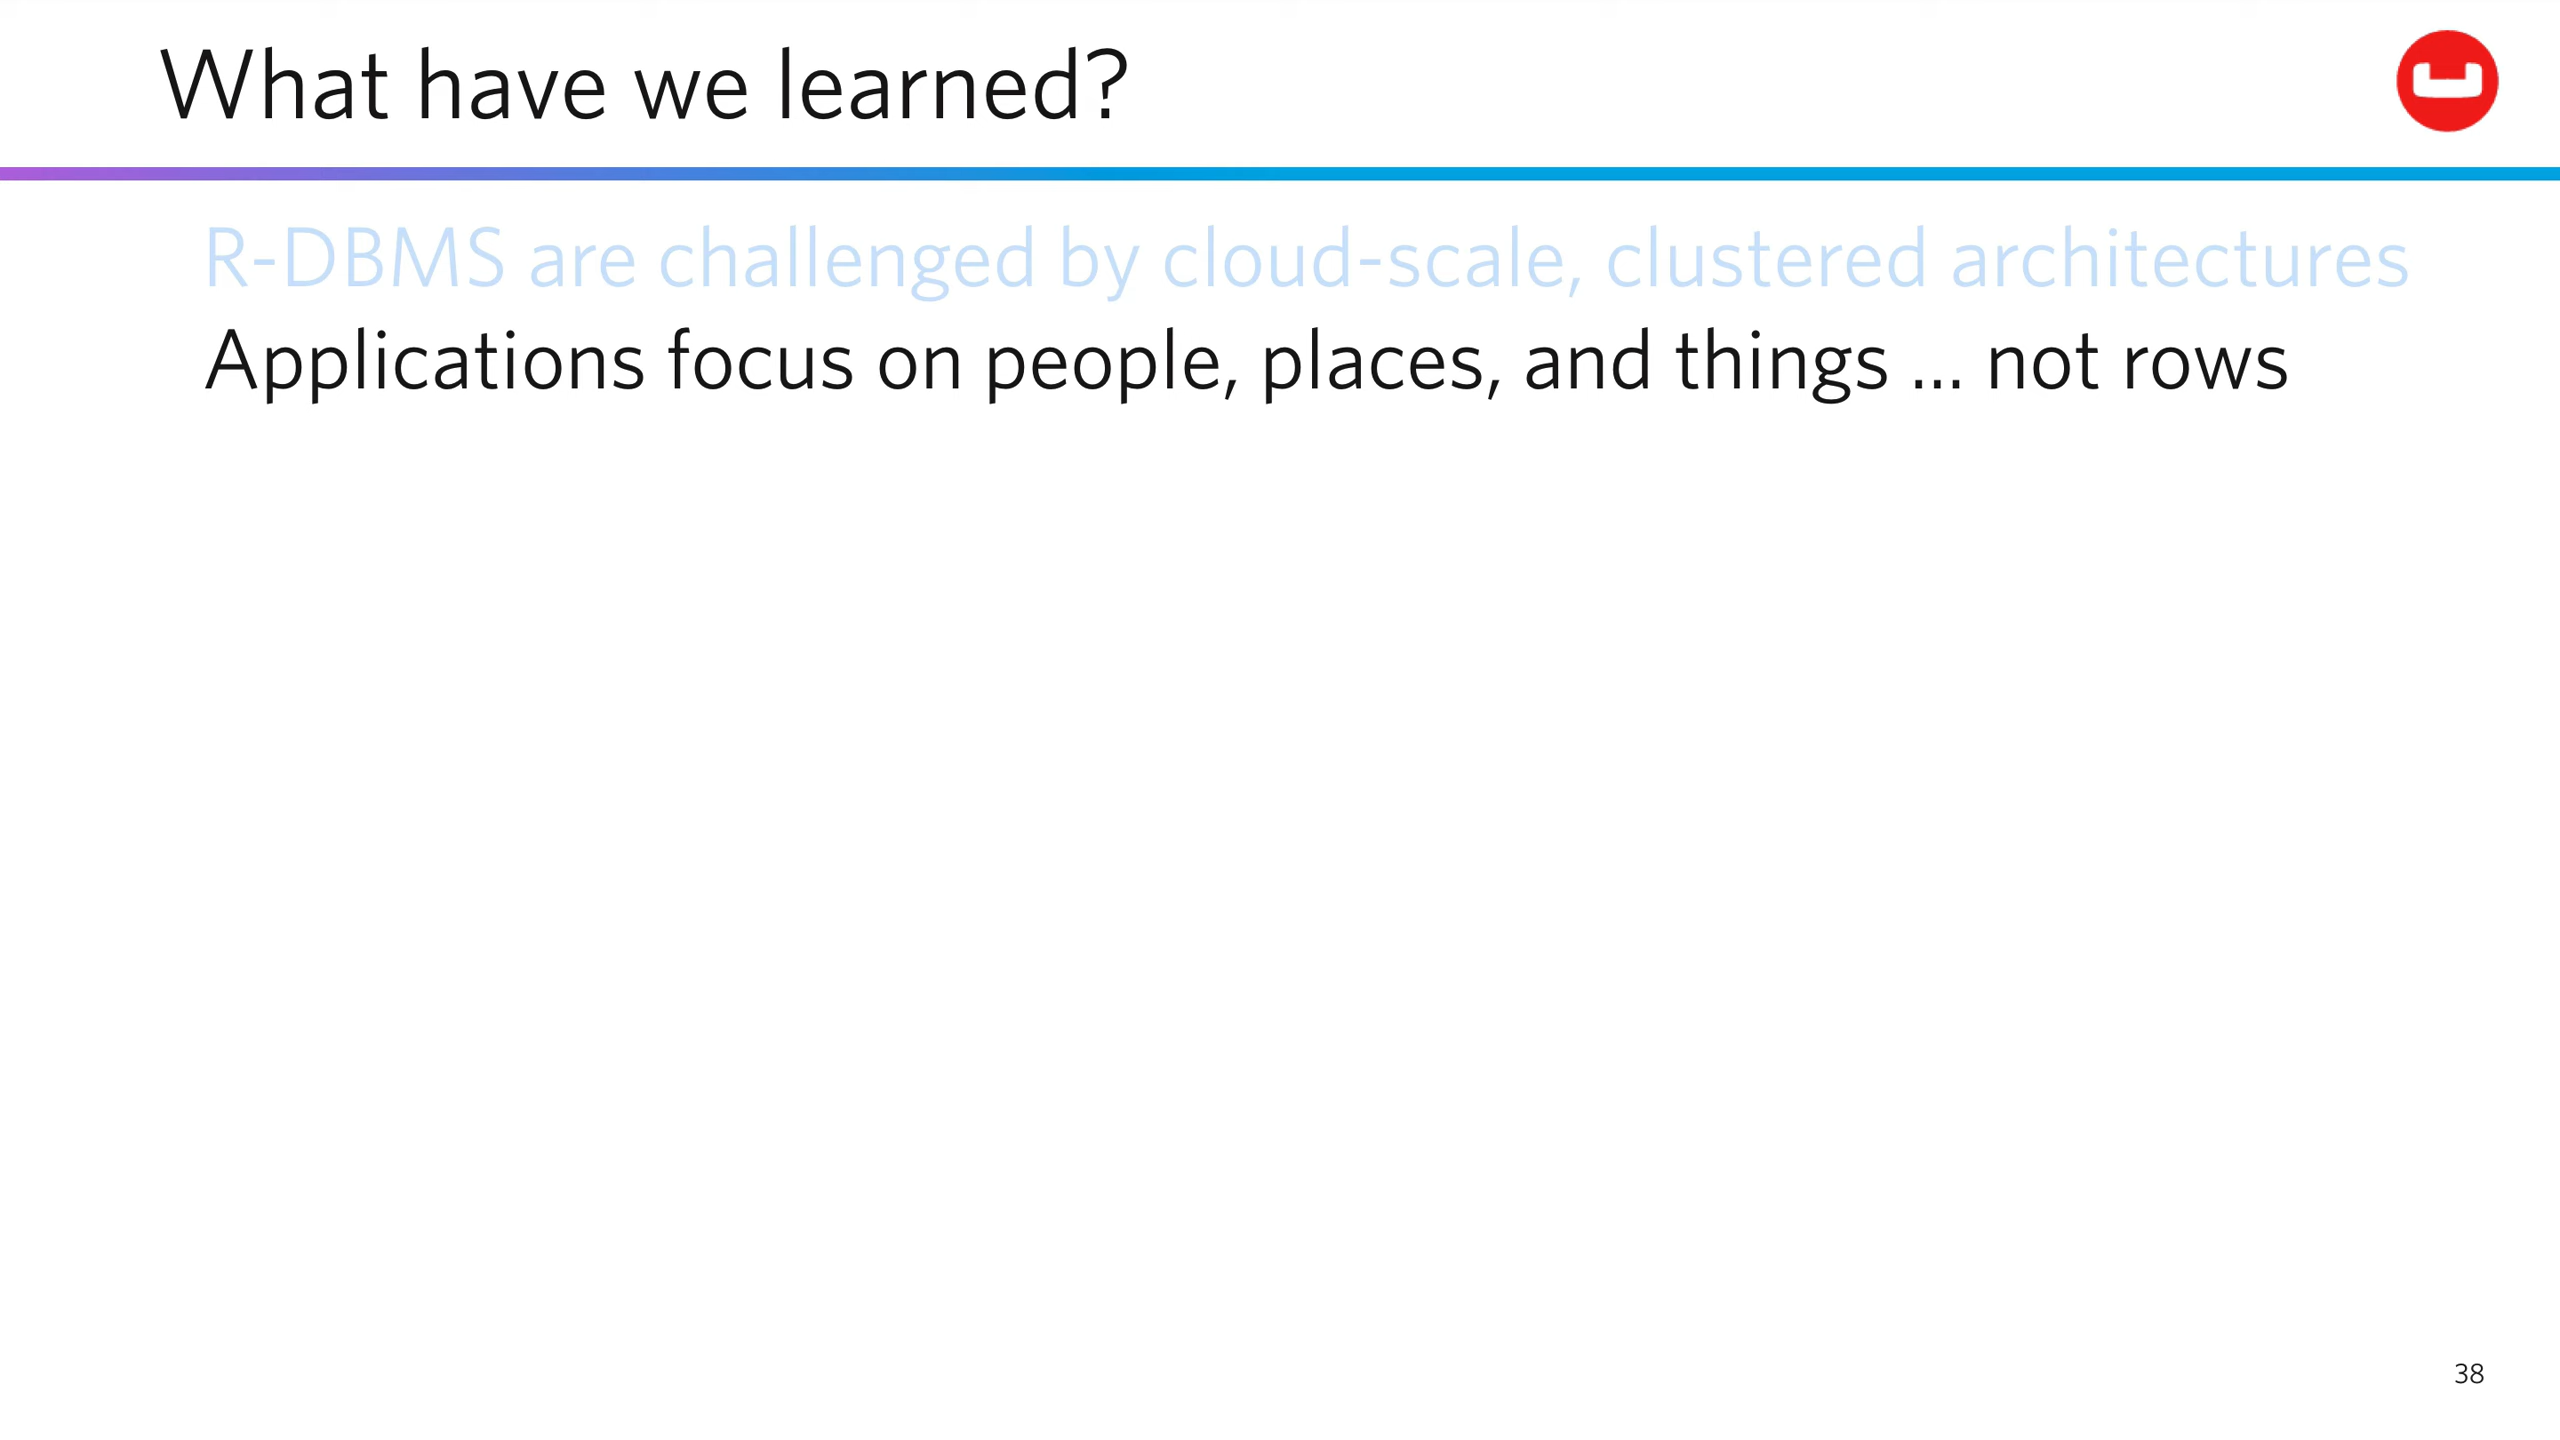 What have we learned?
R-DBMS are challenged by cloud-scale, clustered architectures
Applications focus on people, places, and things ... not rows
38